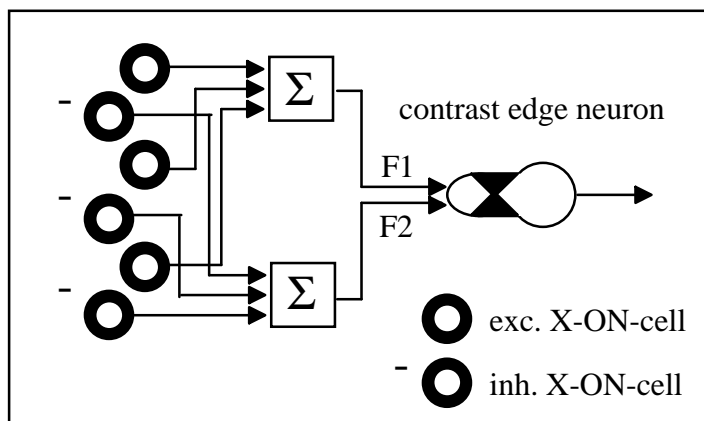 Σ
contrast edge neuron
-
F1
-
F2
Σ
-
exc. X-ON-cell
- inh. X-ON-cell